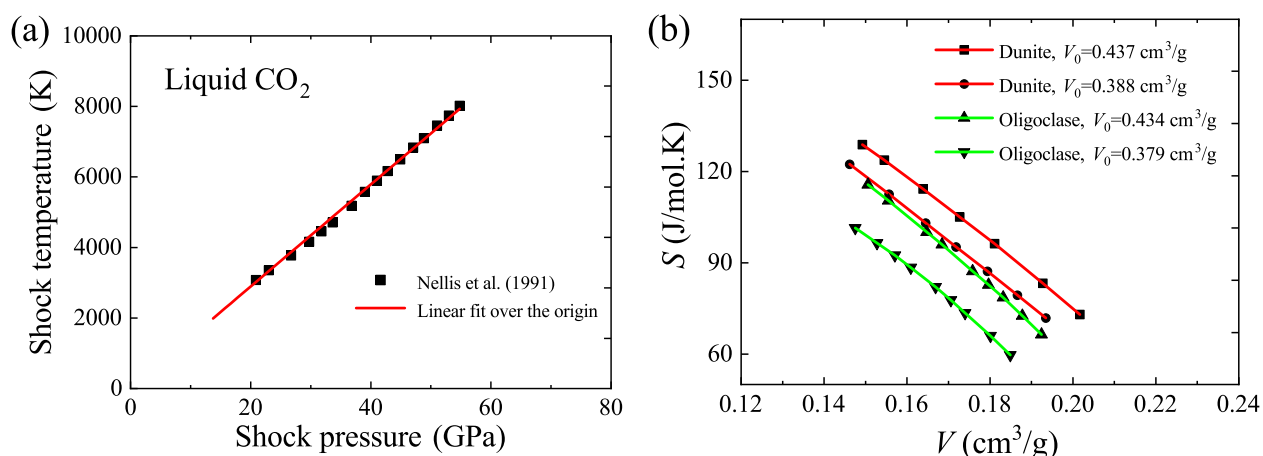 (a)
10000
8000
6000
4000
2000
0
Shock temperature (K)
Liquid CO₂
Nellis et al. (1991)
Linear fit over the origin
0 20 40 60 80
Shock pressure (GPa)
(b)
150
120
90
60
S (J/mol.K)
Dunite, V₀=0.437 cm³/g
Dunite, V₀=0.388 cm³/g
Oligoclase, V₀=0.434 cm³/g
Oligoclase, V₀=0.379 cm³/g
0.12 0.14 0.16 0.18 0.20 0.22 0.24
V (cm³/g)